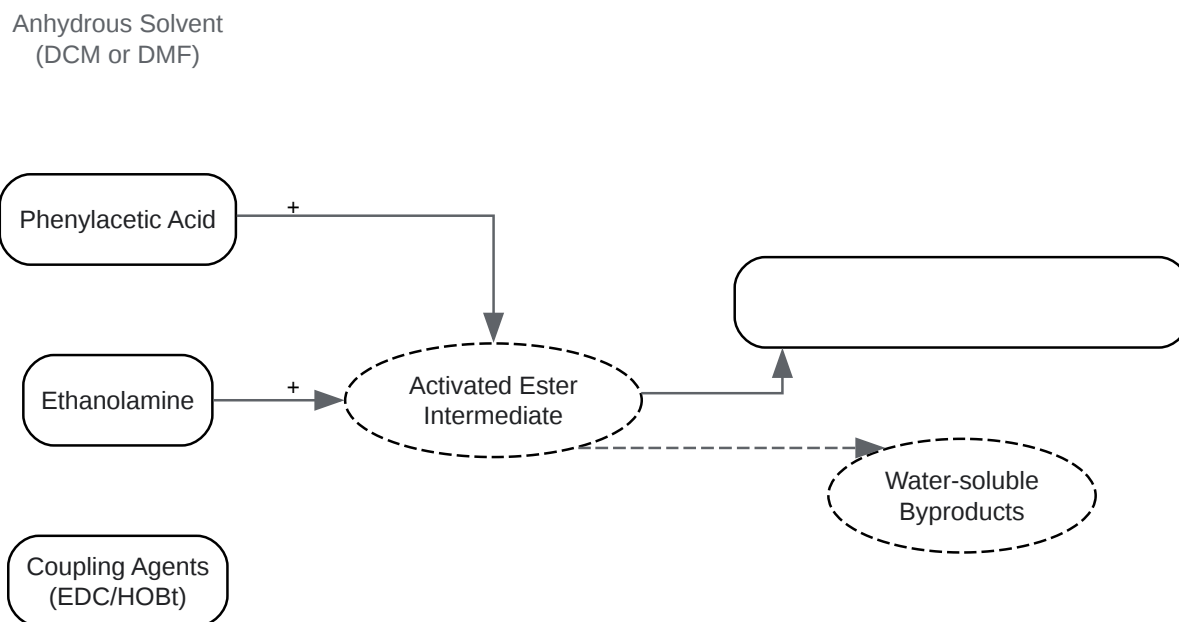 Anhydrous Solvent
(DCM or DMF)
Phenylacetic Acid
+
Ethanolamine
+
Activated Ester
Intermediate
Water-soluble
Byproducts
Coupling Agents
(EDC/HOBt)